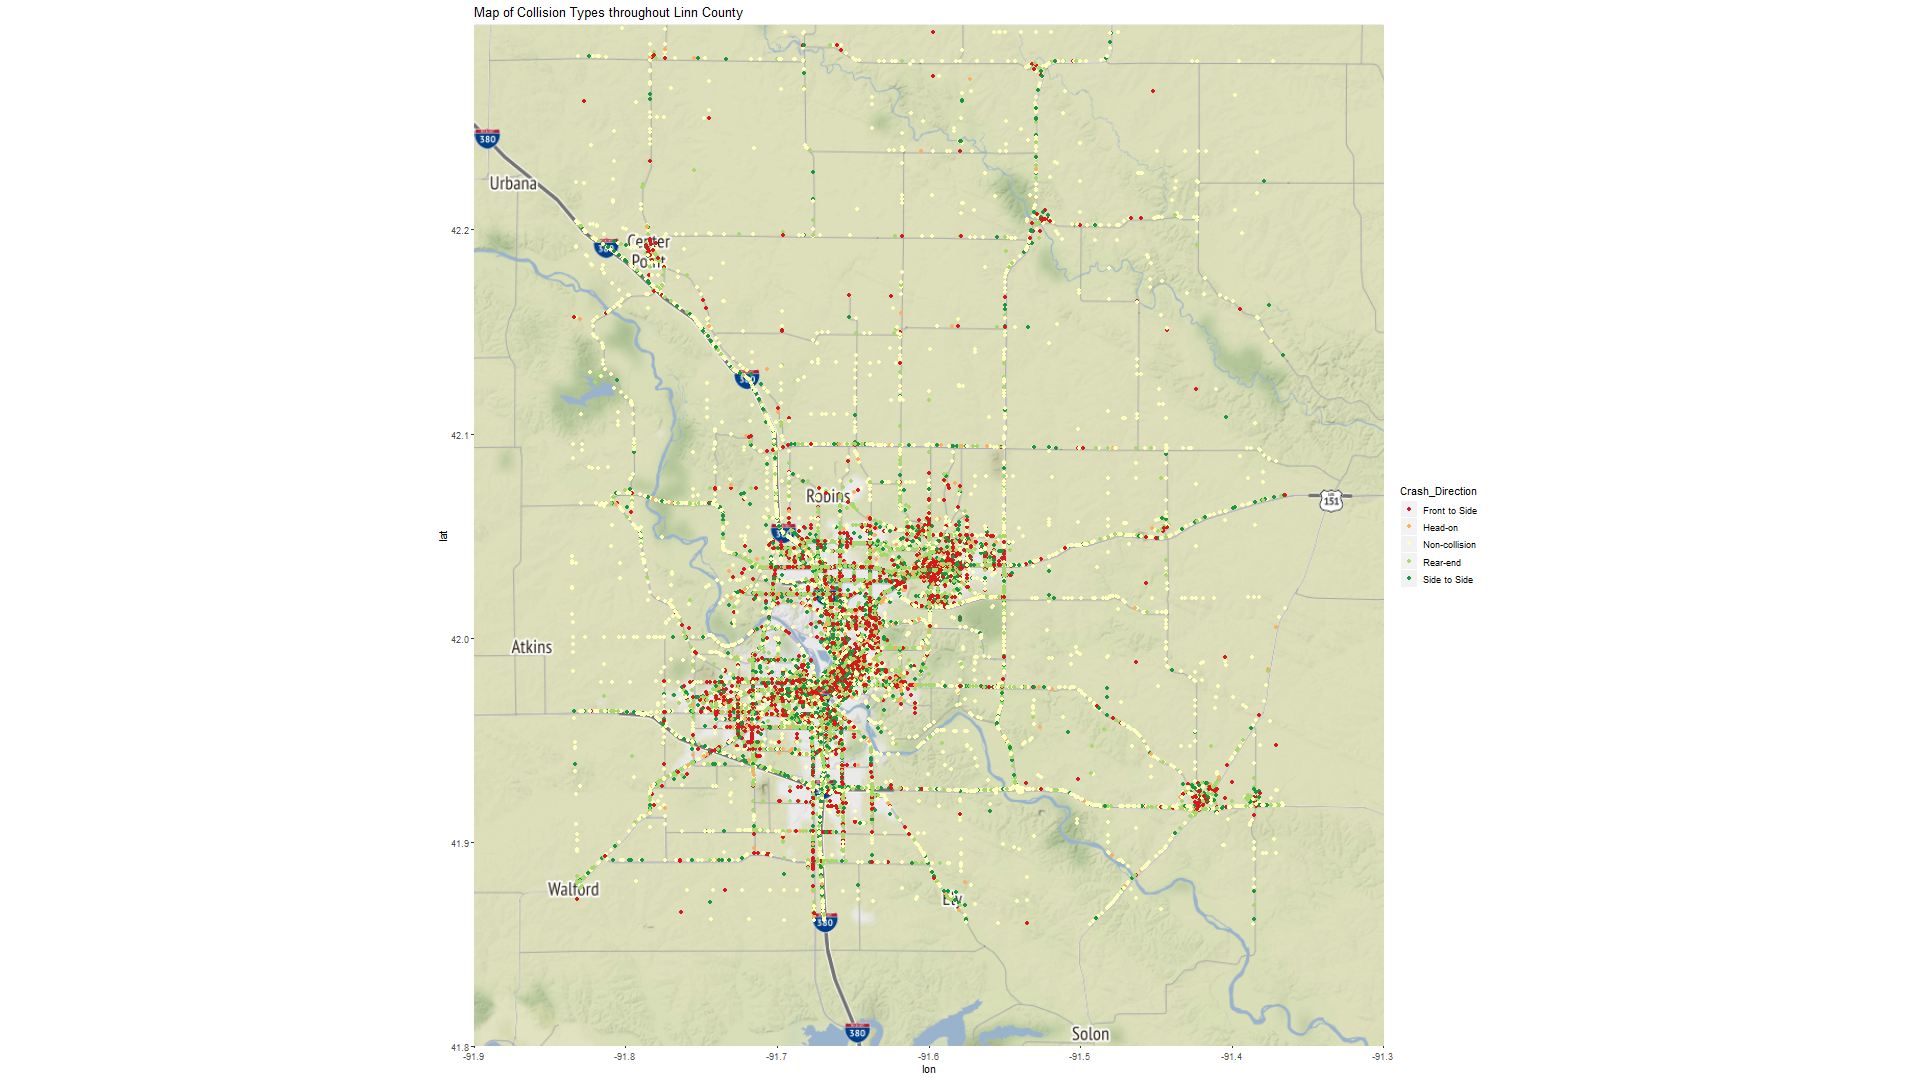 Map of Collision Types throughout Linn County
380
Urbana
42.2
380
Center
Point
42.1
Robins
151
lat
Crash_Direction
Front to Side
Head-on
Non-collision
Rear-end
Side to Side
42.0
Atkins
41.9
Walford
Ely
380
380
Solon
41.8
-91.9
-91.8
-91.7
-91.6
-91.5
-91.4
-91.3
lon